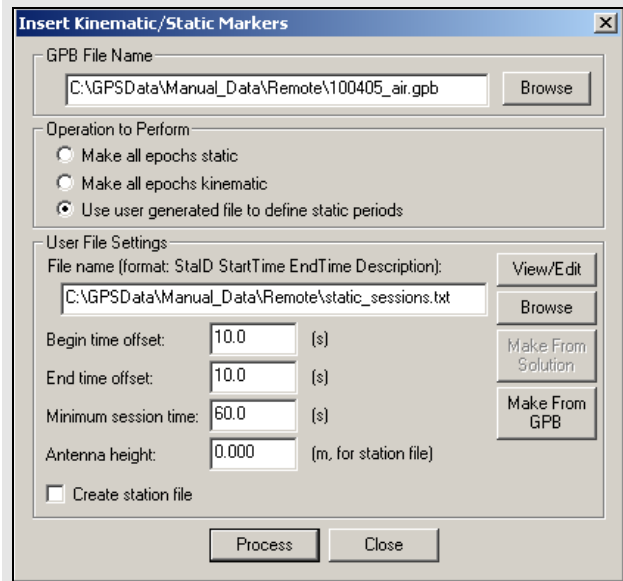 Insert Kinematic/Static Markers
GPB File Name
C:\GPSData\Manual_Data\Remote\100405_air.gpb
Browse
Operation to Perform
Make all epochs static
Make all epochs kinematic
Use user generated file to define static periods
User File Settings
File name (format: StaID StartTime EndTime Description):
View/Edit
C:\GPSData\Manual_Data\Remote\static_sessions.txt
Browse
Begin time offset: 10.0 (s)
Make From
Solution
End time offset: 10.0 (s)
Minimum session time: 60.0 (s)
Make From
GPB
Antenna height: 0.000 (m, for station file)
Create station file
Process
Close